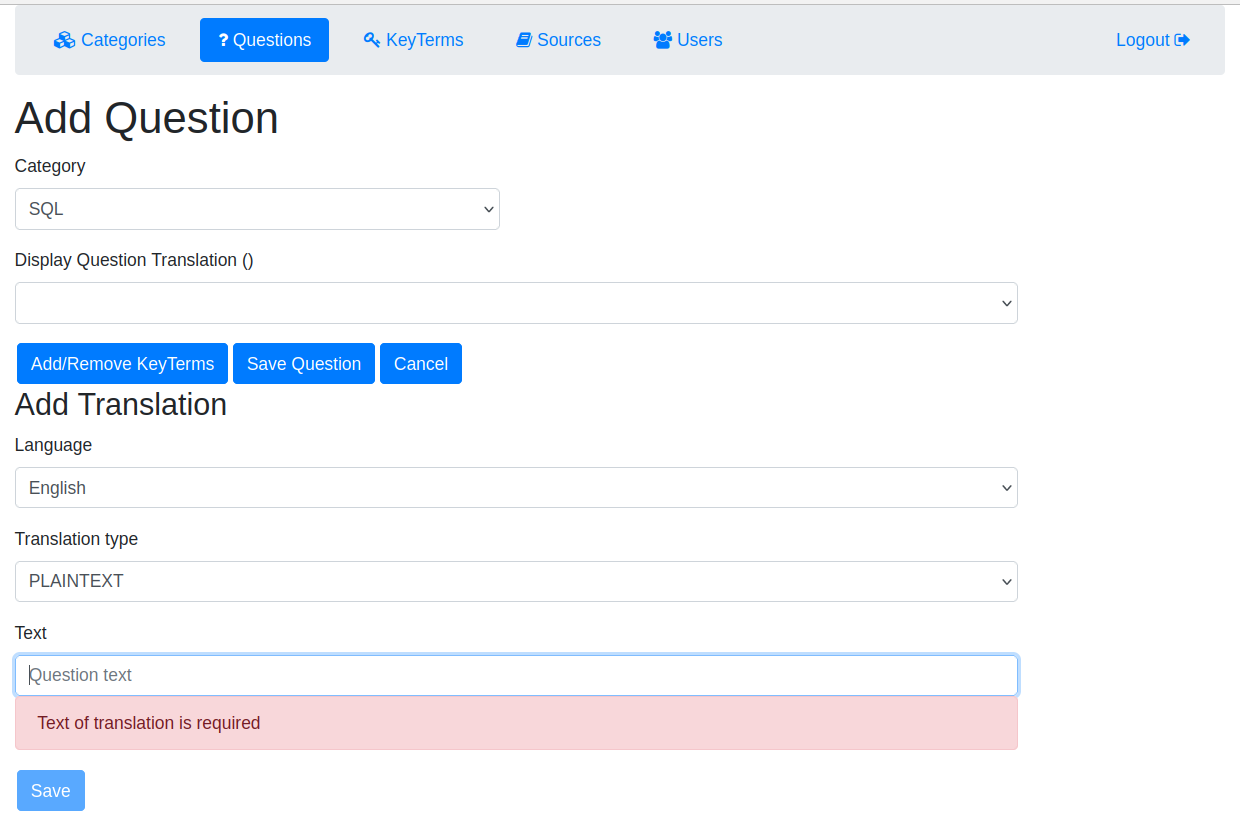 Categories ? Questions KeyTerms Sources Users Logout
Add Question
Category
SQL
Display Question Translation ()
Add/Remove KeyTerms Save Question Cancel
Add Translation
Language
English
Translation type
PLAINTEXT
Text
Question text
Text of translation is required
Save